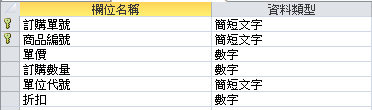 欄位名稱 資料類型
訂購單號 簡短文字
商品編號 簡短文字
單價 數字
訂購數量 數字
單位代號 簡短文字
折扣 數字